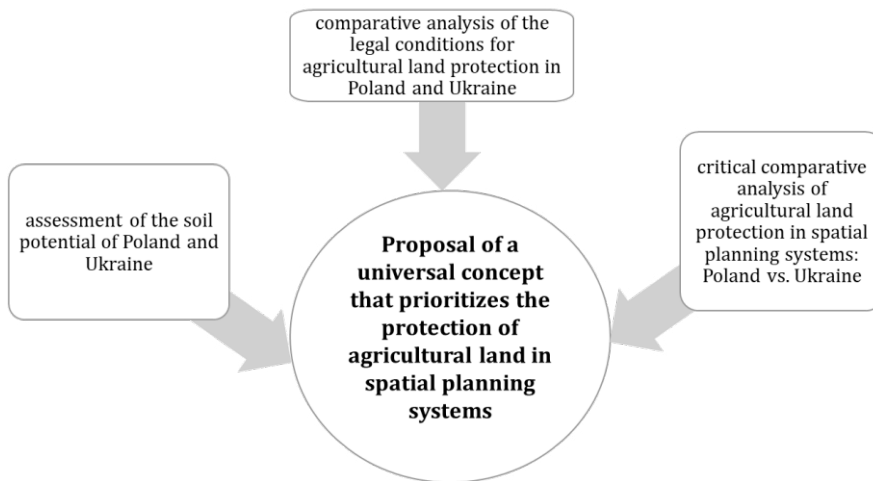 comparative analysis of the
legal conditions for
agricultural land protection in
Poland and Ukraine
assessment of the soil
potential of Poland and
Ukraine
Proposal of a
universal concept
that prioritizes the
protection of
agricultural land in
spatial planning
systems
critical comparative
analysis of
agricultural land
protection in spatial
planning systems:
Poland vs. Ukraine